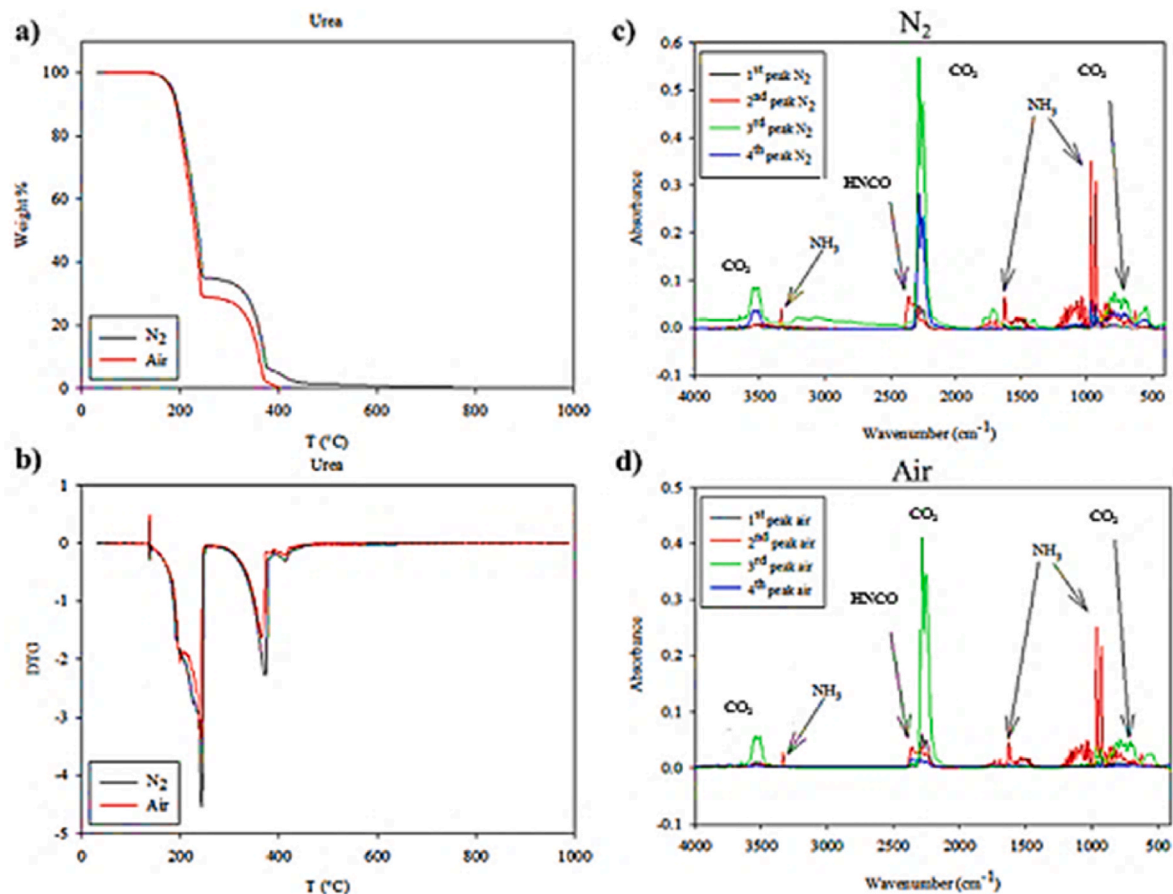 a)
Urea
Weight %
100
80
60
40
20
0
N₂
Air
0
200
400
600
800
1000
T (°C)
b)
Urea
DTG
1
0
-1
-2
-3
-4
-5
N₂
Air
0
200
400
600
800
1000
T (°C)
c)
N₂
Absorbance
0.6
0.5
0.4
0.3
0.2
0.1
0.0
-0.1
1ˢᵗ peak N₂
2ⁿᵈ peak N₂
3ʳᵈ peak N₂
4ᵗʰ peak N₂
CO₂
CO₂
NH₃
HNCO
NH₃
CO₂
4000
3500
3000
2500
2000
1500
1000
500
Wavenumber (cm⁻¹)
d)
Air
Absorbance
0.5
0.4
0.3
0.2
0.1
0.0
-0.1
1ˢᵗ peak air
2ⁿᵈ peak air
3ʳᵈ peak air
4ᵗʰ peak air
CO₂
CO₂
NH₃
HNCO
NH₃
CO₂
4000
3500
3000
2500
2000
1500
1000
500
Wavenumber (cm⁻¹)